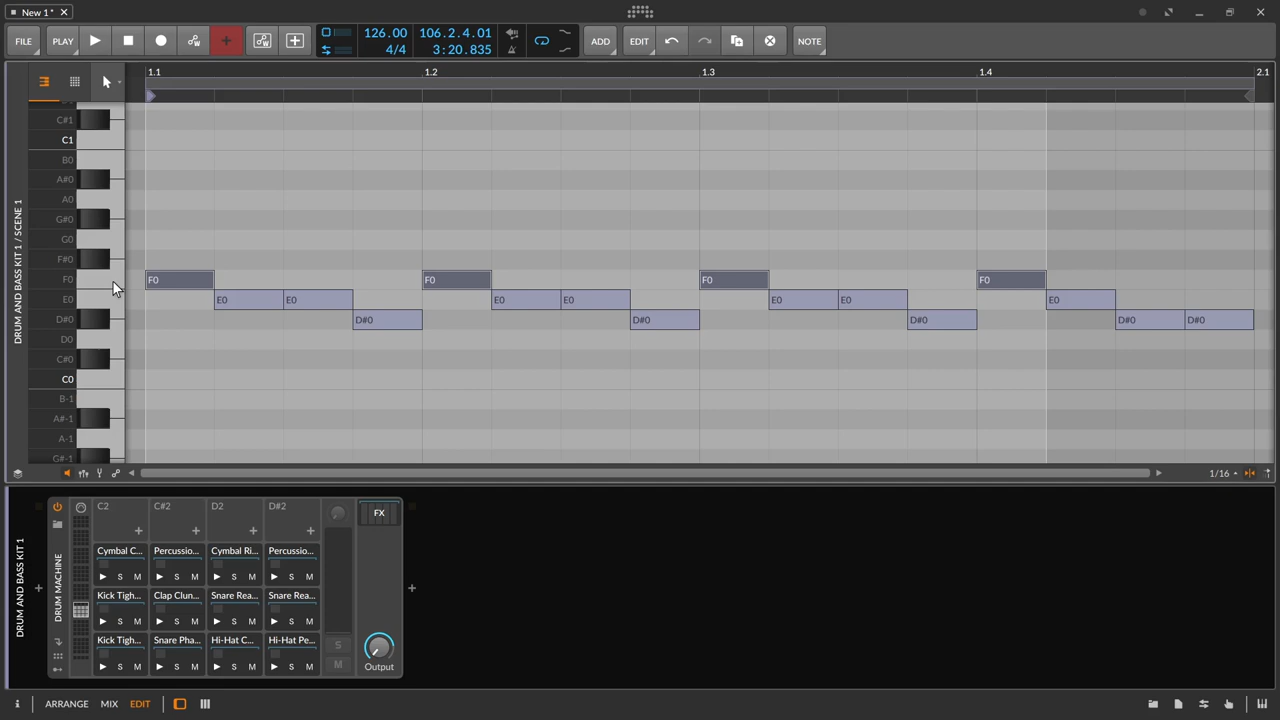 New 1*
FILE PLAY 126.00 4/4 106.2.4.01 3:20.835 ADD EDIT NOTE
1.1 1.2 1.3 1.4 2.1
C#1
C1
B0
A#0
A0
G#0
G0
F#0
F0 F0 F0 F0 F0
E0 E0 E0 E0 E0 E0 E0 E0
D#0 D#0 D#0 D#0 D#0 D#0
D0
C#0
C0
B-1
A#-1
A-1
G#-1
DRUM AND BASS KIT 1 / SCENE 1
1/16
DRUM AND BASS KIT 1
DRUM MACHINE
C2 C#2 D2 D#2 FX
Cymbal C... Percussio... Cymbal Ri... Percussio...
S M S M S M S M
Kick Tigh... Clap Clun... Snare Rea... Snare Rea...
S M S M S M S M
Kick Tigh... Snare Pha... Hi-Hat C... Hi-Hat Pe...
S M S M S M S M
S
M
Output
ARRANGE MIX EDIT